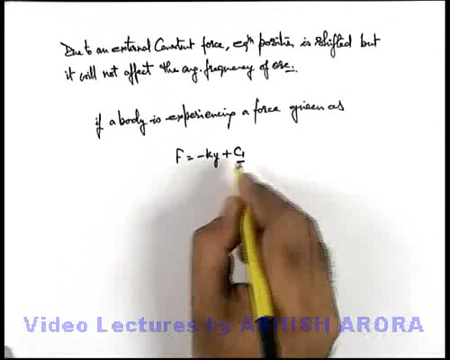 Due to an external Constant force, eqm position is shifted but
it will not affect the ang. frequency of osc.
if a body is experiencing a force given as
F = -ky + C1
Video Lectures by ASHISH ARORA